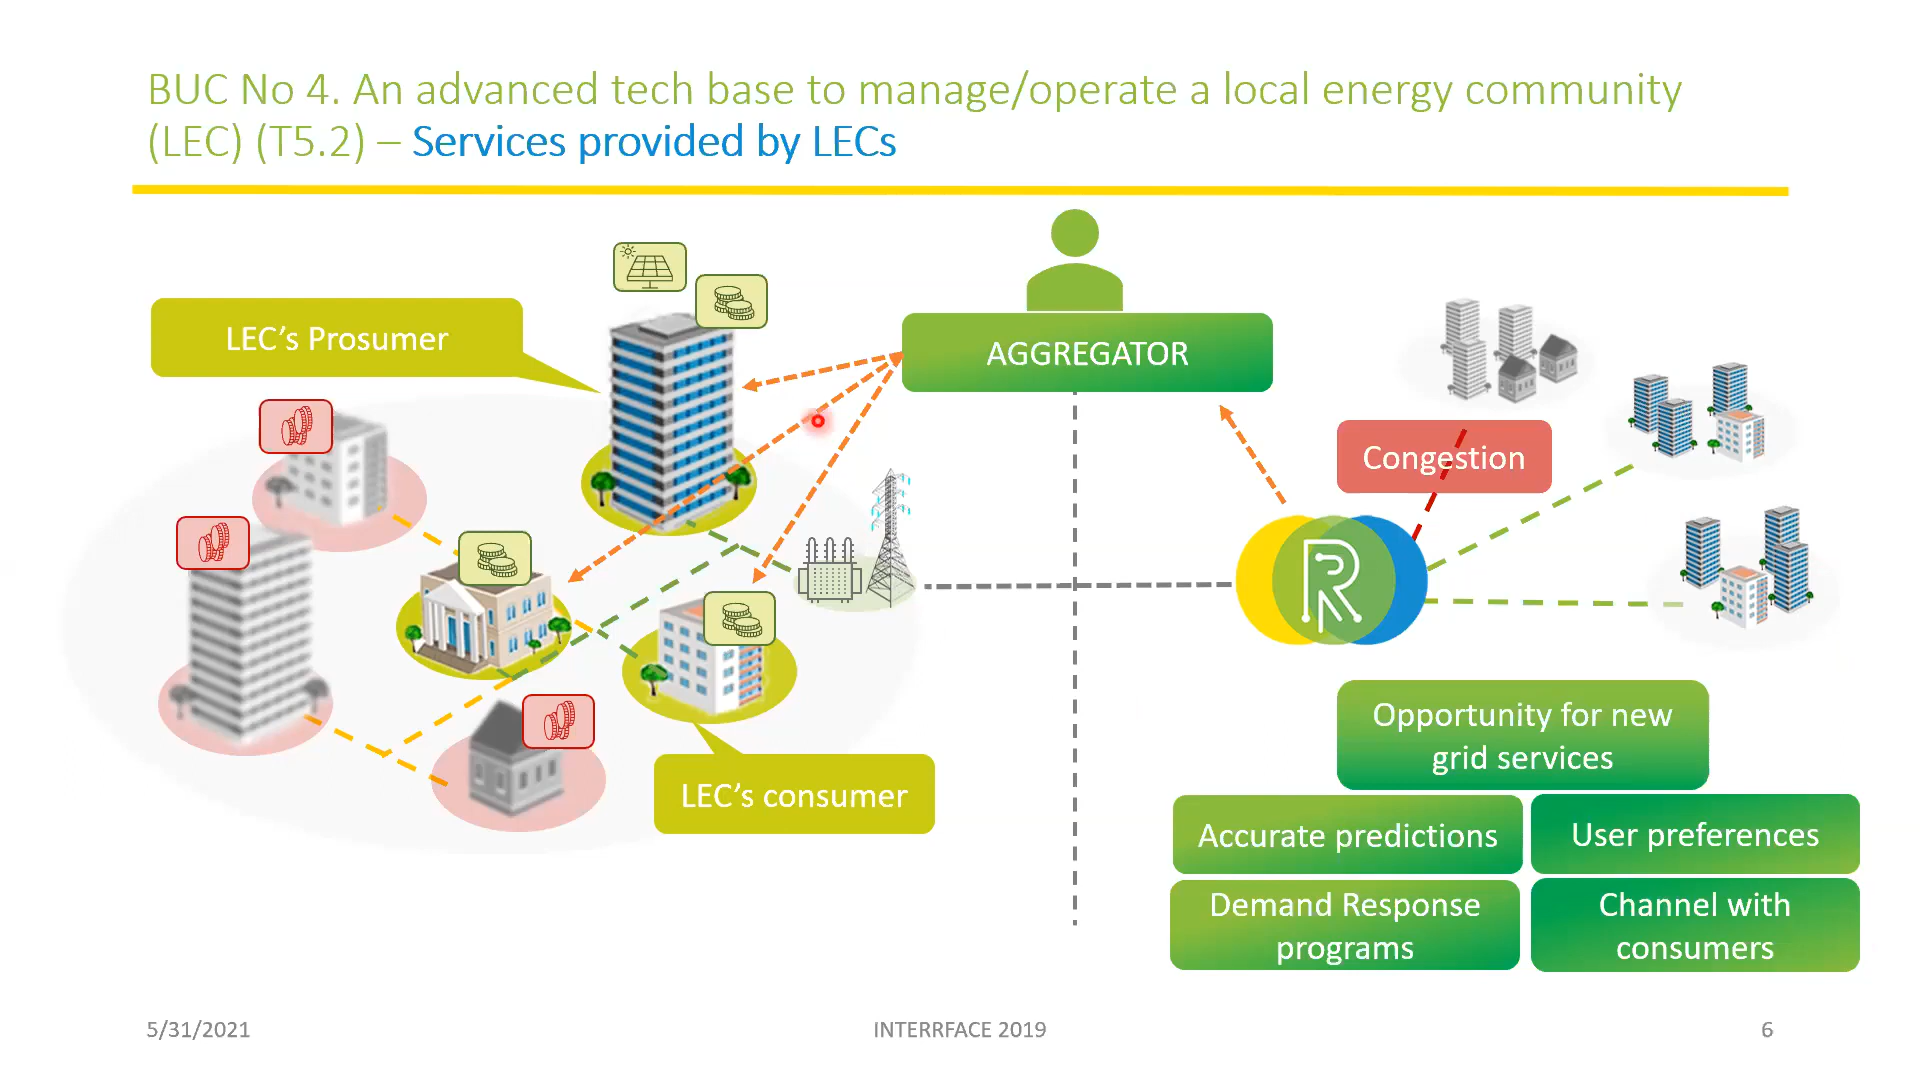 BUC No 4. An advanced tech base to manage/operate a local energy community
(LEC) (T5.2) – Services provided by LECs
LEC’s Prosumer
AGGREGATOR
Congestion
LEC’s consumer
Opportunity for new
grid services
Accurate predictions
User preferences
Demand Response
programs
Channel with
consumers
5/31/2021
INTERRFACE 2019
6